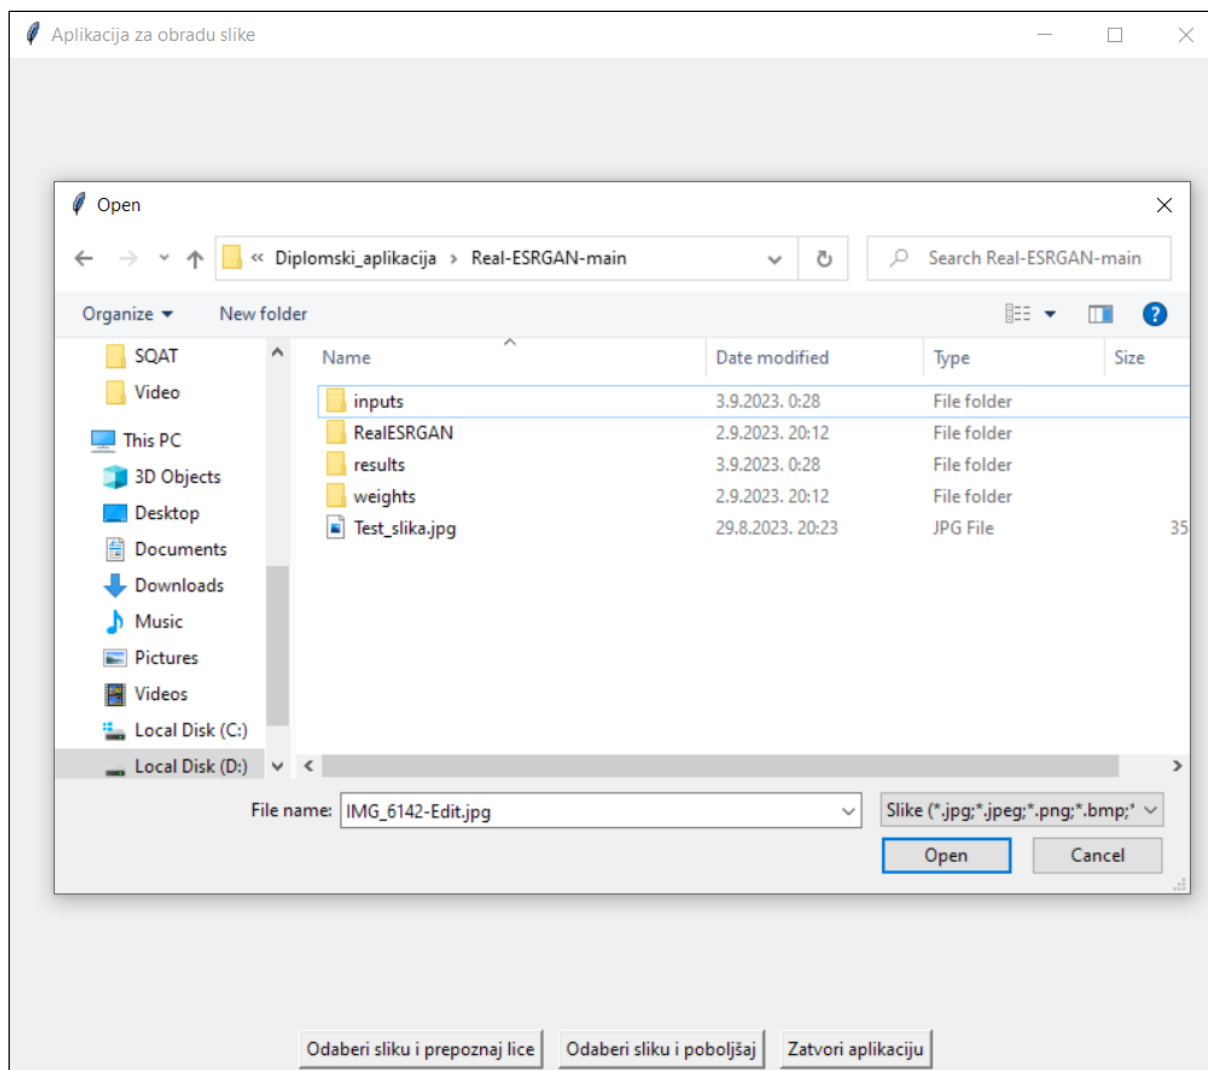 Aplikacija za obradu slike
Open
« Diplomski_aplikacija › Real-ESRGAN-main
Search Real-ESRGAN-main
Organize New folder
?
SQAT
Video
This PC
3D Objects
Desktop
Documents
Downloads
Music
Pictures
Videos
Local Disk (C:)
Local Disk (D:)
Name Date modified Type Size
inputs 3.9.2023. 0:28 File folder
RealESRGAN 2.9.2023. 20:12 File folder
results 3.9.2023. 0:28 File folder
weights 2.9.2023. 20:12 File folder
Test_slika.jpg 29.8.2023. 20:23 JPG File 35
File name: IMG_6142-Edit.jpg Slike (*.jpg;*.jpeg;*.png;*.bmp;*
Open Cancel
Odaberi sliku i prepoznaj lice Odaberi sliku i poboljšaj Zatvori aplikaciju